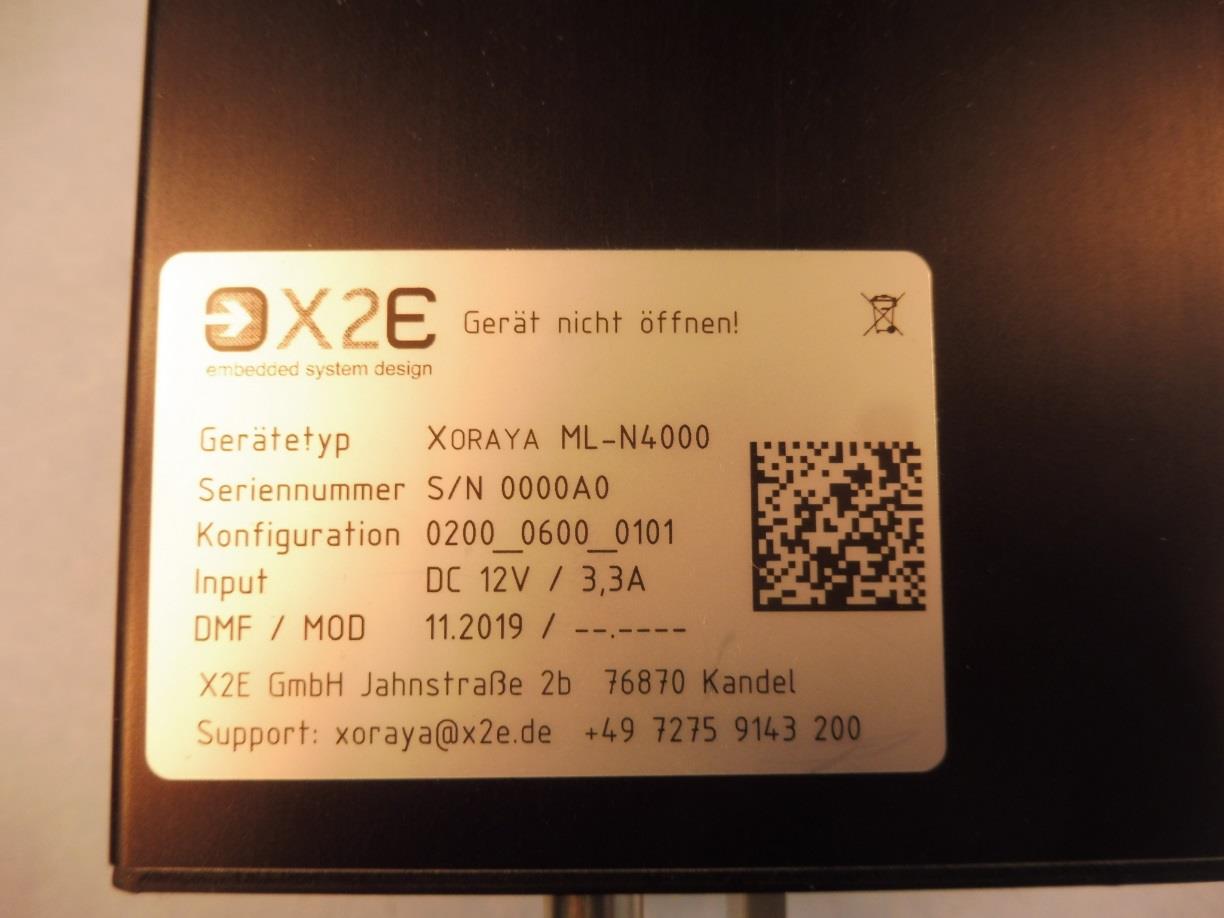 X2E Gerät nicht öffnen!
embedded system design
Gerätetyp XORAYA ML-N4000
Seriennummer S/N 0000A0
Konfiguration 0200__0600__0101
Input DC 12V / 3,3A
DMF / MOD 11.2019 / --.----
X2E GmbH Jahnstraße 2b 76870 Kandel
Support: xoraya@x2e.de +49 7275 9143 200